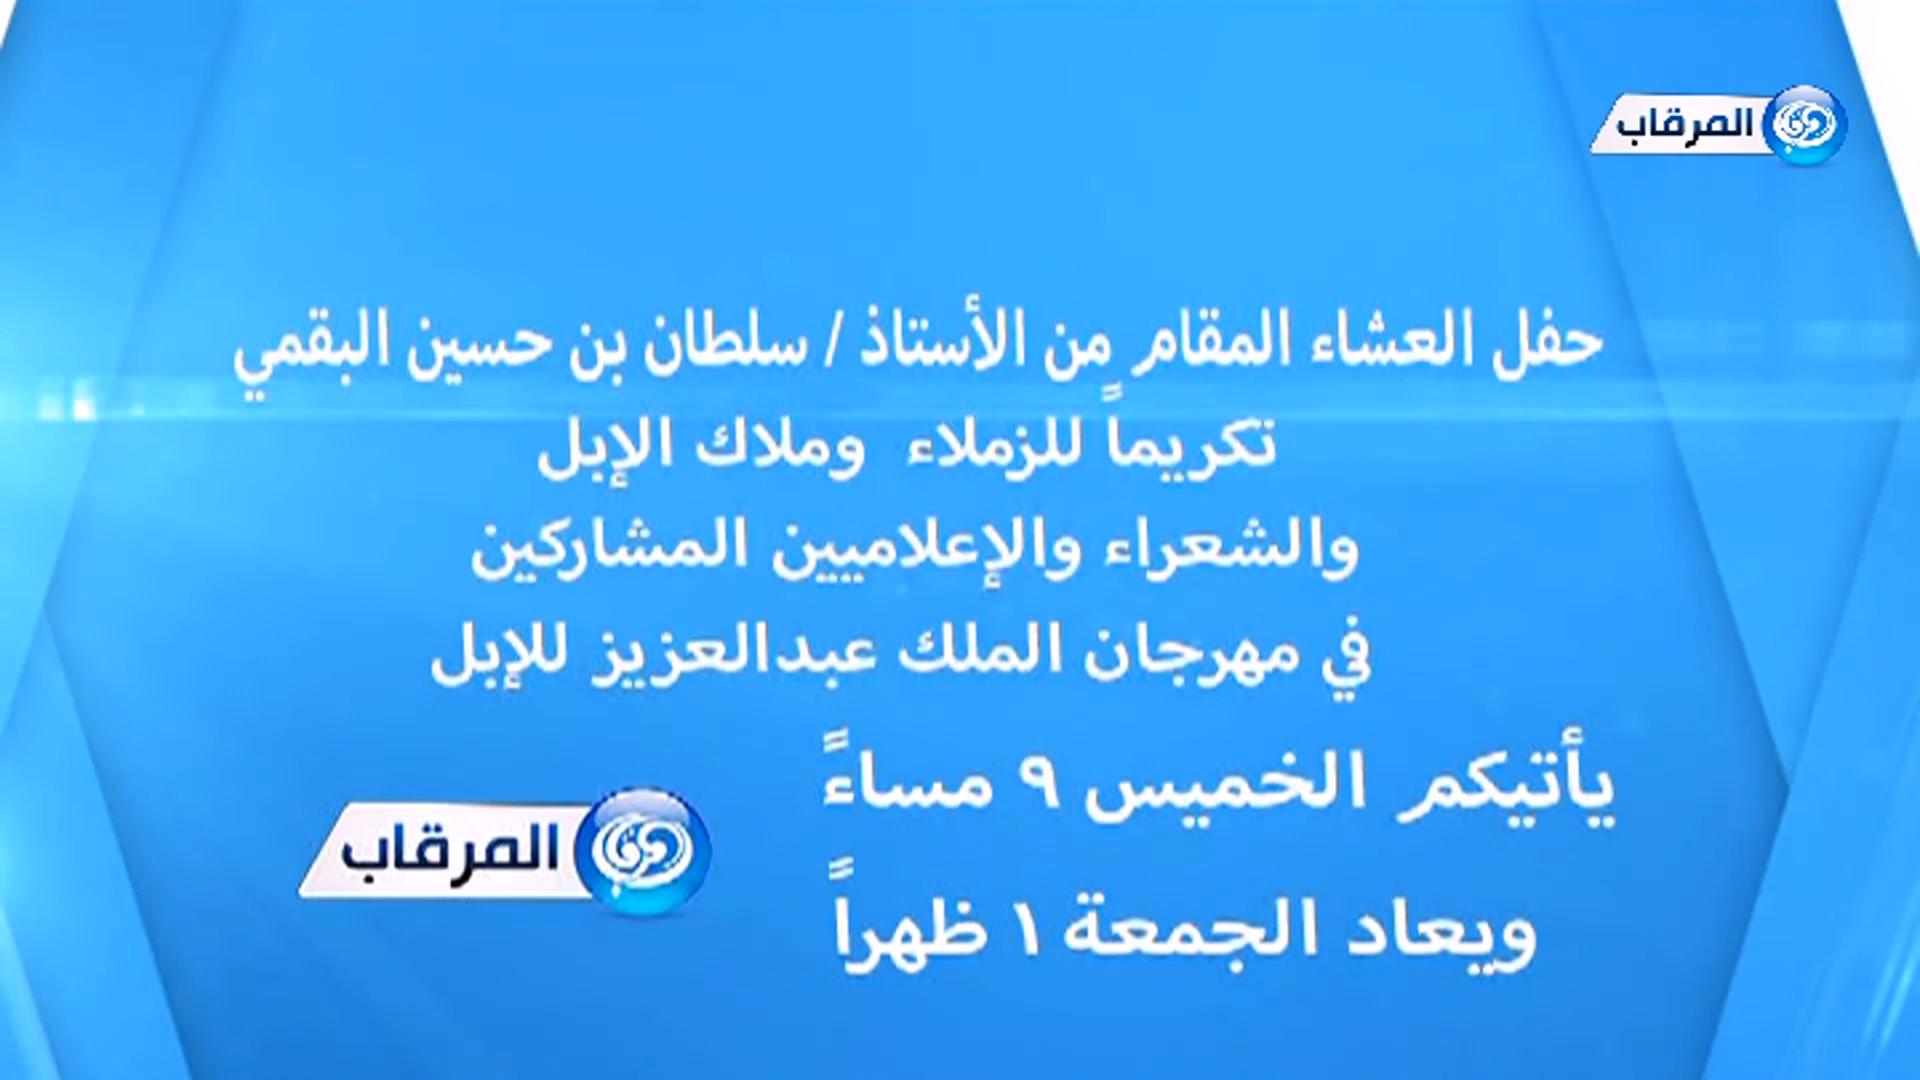 المرقاب
حفل العشاء المقام من الأستاذ / سلطان بن حسين البقمي
تكريماً للزملاء وملاك الإبل
والشعراء والإعلاميين المشاركين
في مهرجان الملك عبدالعزيز للإبل
يأتيكم الخميس ٩ مساءً
المرقاب
ويعاد الجمعة ١ ظهراً